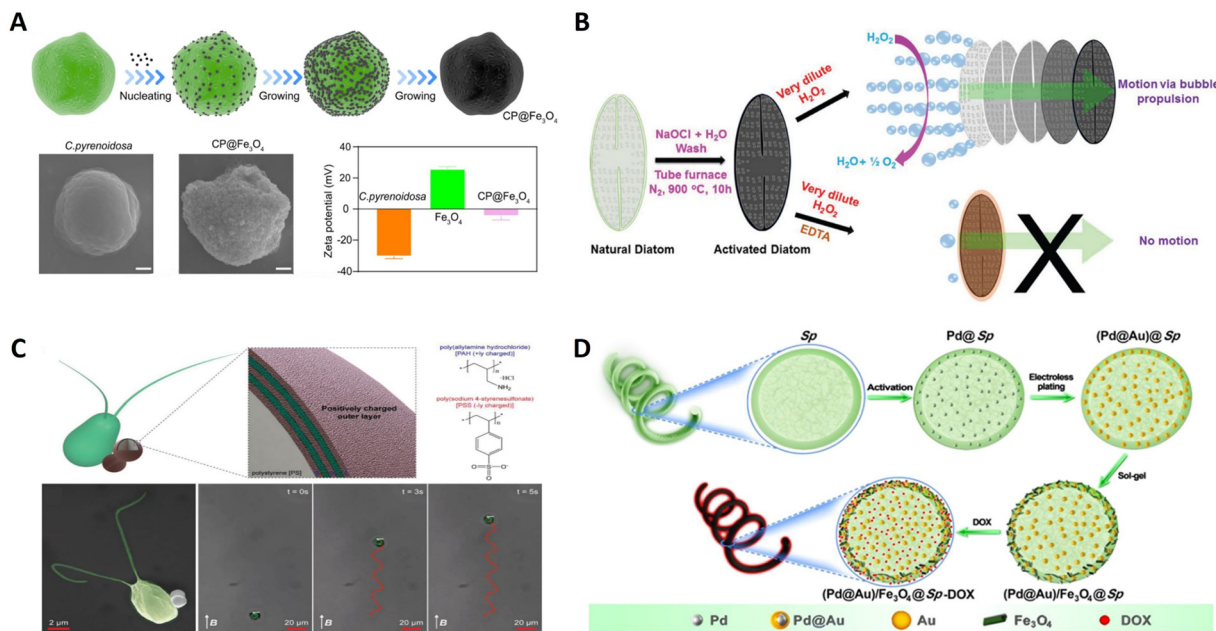 A
Nucleating
Growing
Growing
CP@Fe₃O₄
C.pyrenoidosa
CP@Fe₃O₄
Zeta potential (mV)
40
20
0
-20
-40
C.pyrenoidosa
Fe₃O₄
CP@Fe₃O₄
B
Natural Diatom
NaOCl + H₂O
Wash
Tube furnace
N₂, 900 °C, 10h
Activated Diatom
Very dilute
H₂O₂
H₂O₂
H₂O + ½ O₂
Motion via bubble
propulsion
Very dilute
H₂O₂
EDTA
X
No motion
C
Positively charged
outer layer
polystyrene [PS]
poly(allylamine hydrochloride)
[PAH (+ly charged)]
n
·HCl
NH₂
poly(sodium 4-styrenesulfonate)
[PSS (-ly charged)]
n
O=S=O
O⁻
2 µm
t = 0s
B
20 µm
t = 3s
B
20 µm
t = 5s
B
20 µm
D
Sp
Activation
Pd@Sp
Electroless
plating
(Pd@Au)@Sp
Sol-gel
(Pd@Au)/Fe₃O₄@Sp
DOX
(Pd@Au)/Fe₃O₄@Sp-DOX
Pd
Pd@Au
Au
Fe₃O₄
DOX